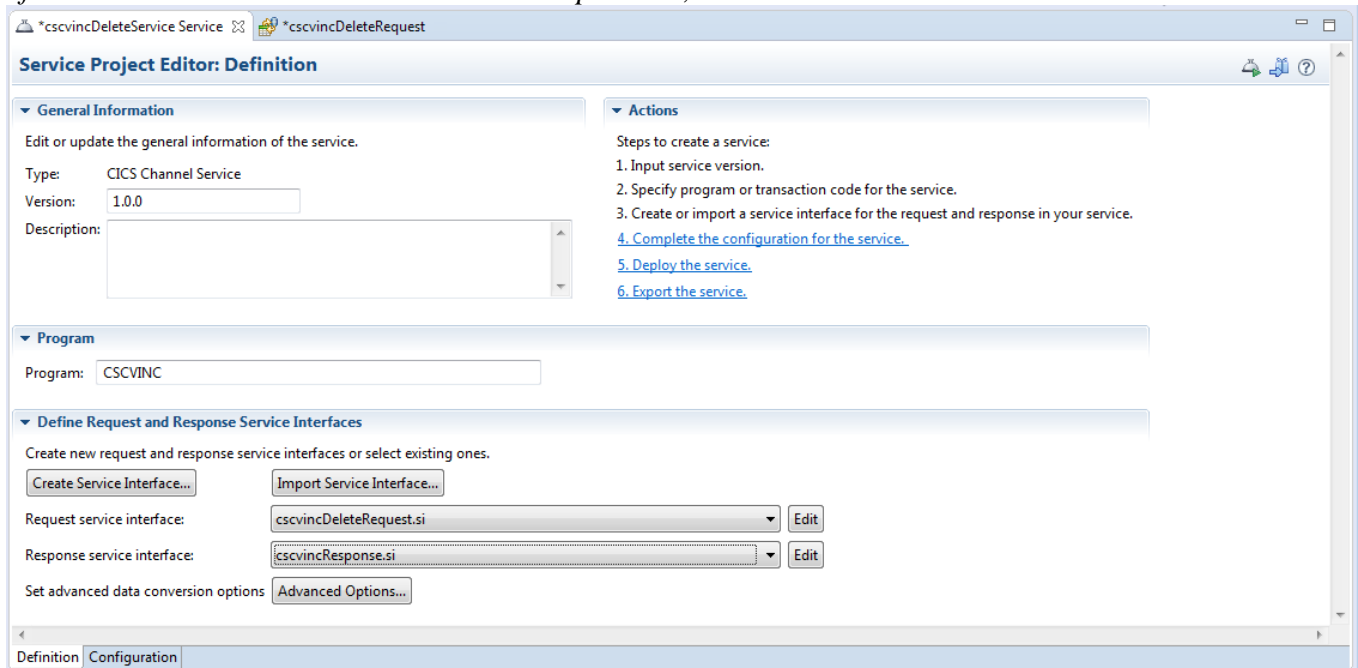 *cscvincDeleteService Service *cscvincDeleteRequest
Service Project Editor: Definition
General Information
Edit or update the general information of the service.
Type: CICS Channel Service
Version: 1.0.0
Description:
Actions
Steps to create a service:
1. Input service version.
2. Specify program or transaction code for the service.
3. Create or import a service interface for the request and response in your service.
4. Complete the configuration for the service.
5. Deploy the service.
6. Export the service.
Program
Program: CSCVINC
Define Request and Response Service Interfaces
Create new request and response service interfaces or select existing ones.
Create Service Interface... Import Service Interface...
Request service interface: cscvincDeleteRequest.si Edit
Response service interface: cscvincResponse.si Edit
Set advanced data conversion options Advanced Options...
Definition Configuration